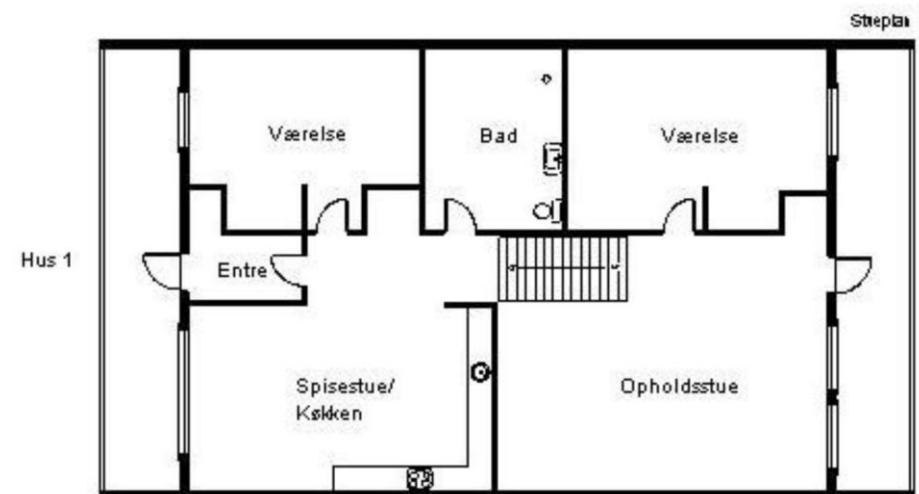 Stueplan
Værelse
Bad
Værelse
Hus 1
Entre
Spisestue/
Køkken
Opholdsstue